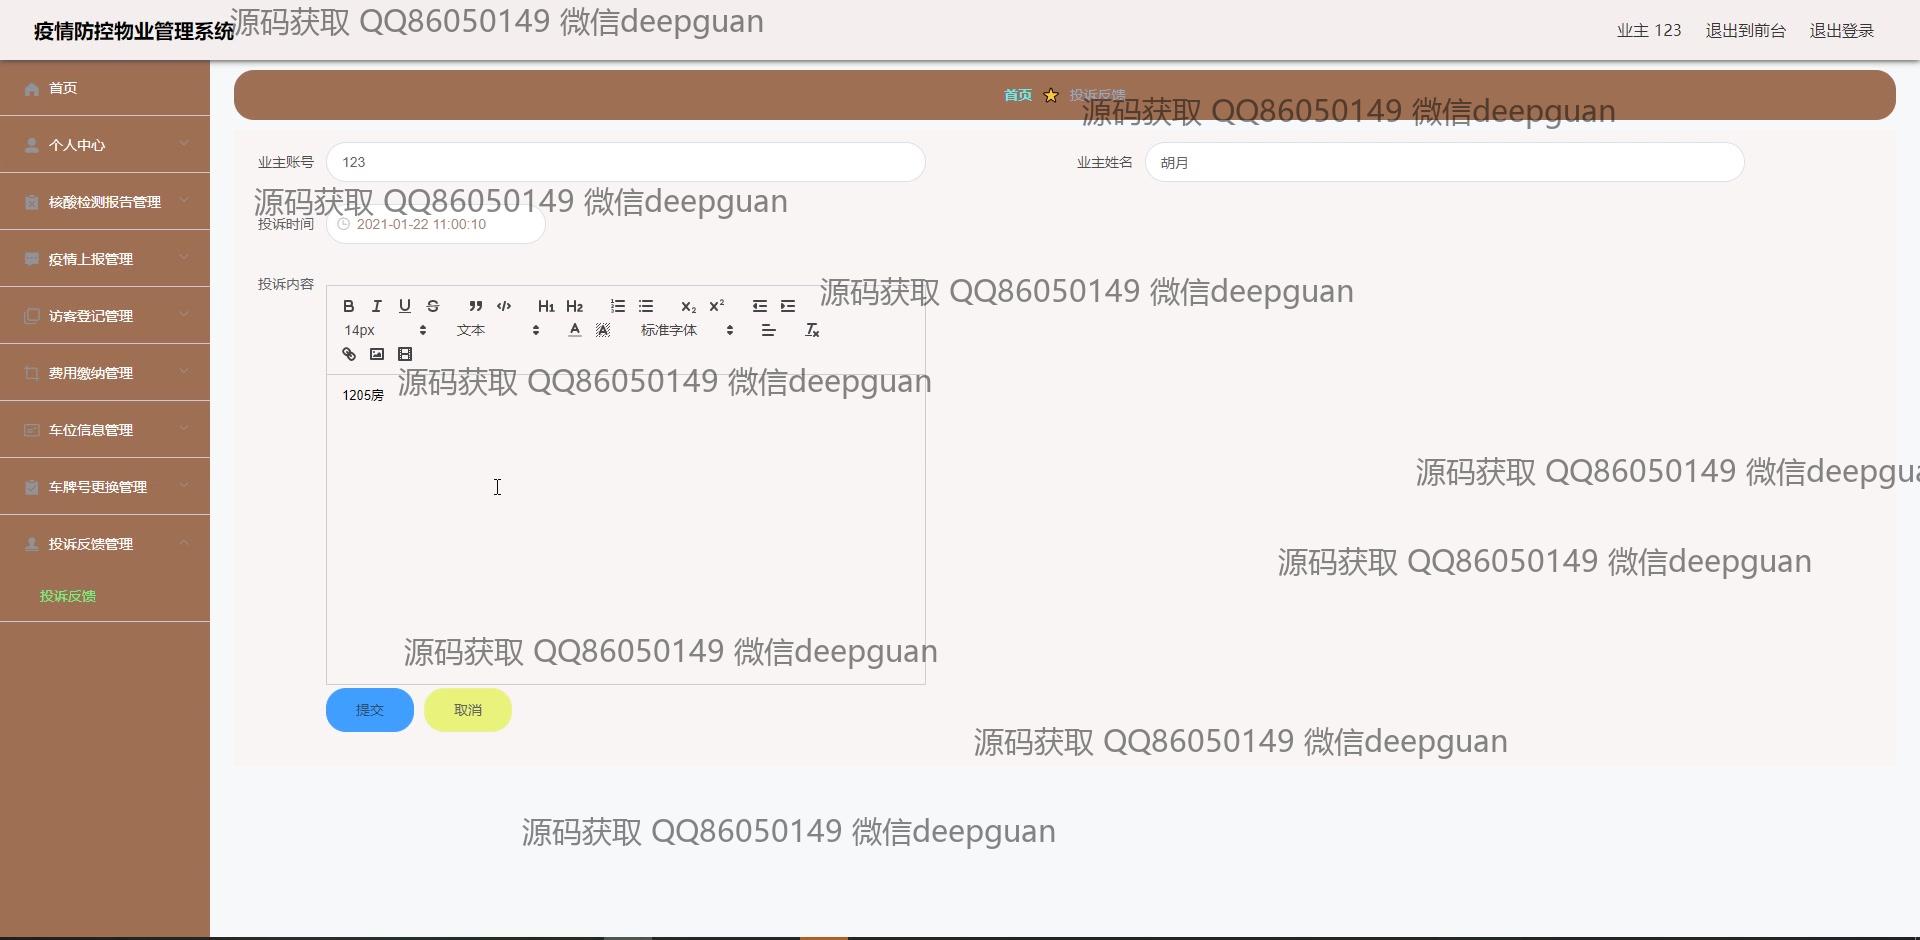 疫情防控物业管理系统
源码获取 QQ86050149 微信deepguan
业主 123
退出到前台
退出登录
首页
个人中心
核酸检测报告管理
疫情上报管理
访客登记管理
费用缴纳管理
车位信息管理
车牌号更换管理
投诉反馈管理
投诉反馈
首页
投诉反馈
源码获取 QQ86050149 微信deepguan
业主账号
123
业主姓名
胡月
源码获取 QQ86050149 微信deepguan
投诉时间
2021-01-22 11:00:10
投诉内容
源码获取 QQ86050149 微信deepguan
B I U S H1 H2 X2 X2
14px
文本
A
A
标准字体
Tx
源码获取 QQ86050149 微信deepguan
1205房
源码获取 QQ86050149 微信deepgua
源码获取 QQ86050149 微信deepguan
源码获取 QQ86050149 微信deepguan
提交
取消
源码获取 QQ86050149 微信deepguan
源码获取 QQ86050149 微信deepguan